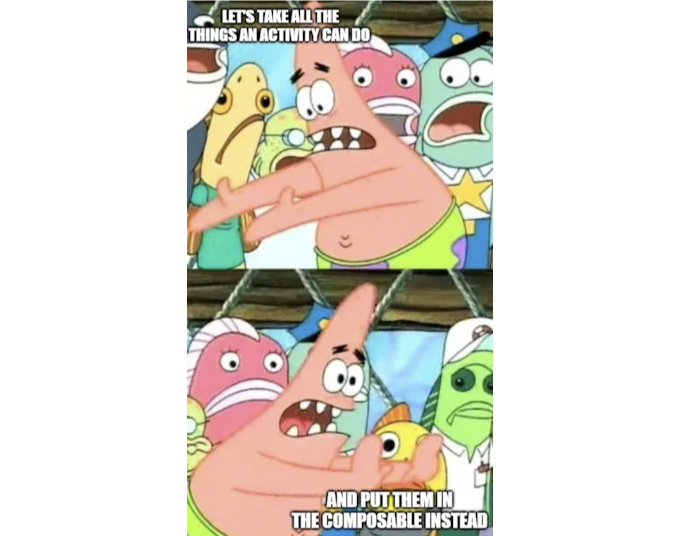 LET'S TAKE ALL THE
THINGS AN ACTIVITY CAN DO
AND PUT THEM IN
THE COMPOSABLE INSTEAD